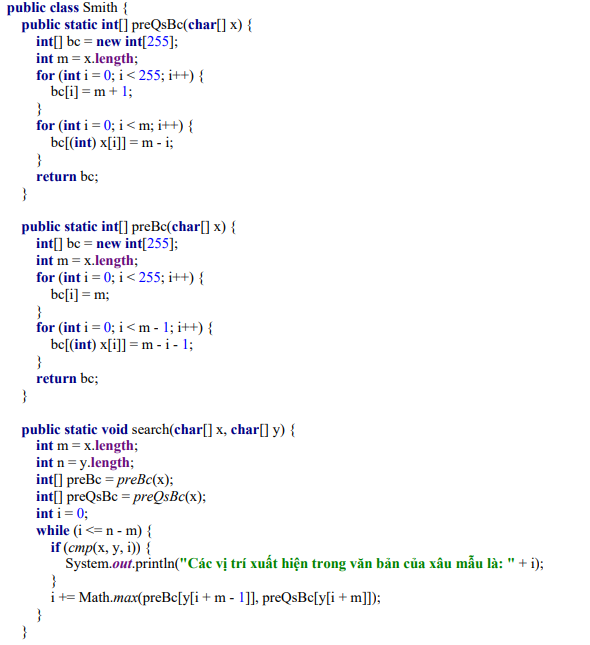 public class Smith {
public static int[] preQsBc(char[] x) {
int[] bc = new int[255];
int m = x.length;
for (int i = 0; i < 255; i++) {
bc[i] = m + 1;
}
for (int i = 0; i < m; i++) {
bc[(int) x[i]] = m - i;
}
return bc;
}
public static int[] preBc(char[] x) {
int[] bc = new int[255];
int m = x.length;
for (int i = 0; i < 255; i++) {
bc[i] = m;
}
for (int i = 0; i < m - 1; i++) {
bc[(int) x[i]] = m - i - 1;
}
return bc;
}
public static void search(char[] x, char[] y) {
int m = x.length;
int n = y.length;
int[] preBc = preBc(x);
int[] preQsBc = preQsBc(x);
int i = 0;
while (i <= n - m) {
if (cmp(x, y, i)) {
System.out.println("Các vị trí xuất hiện trong văn bản của xâu mẫu là: " + i);
}
i += Math.max(preBc[y[i + m - 1]], preQsBc[y[i + m]]);
}
}